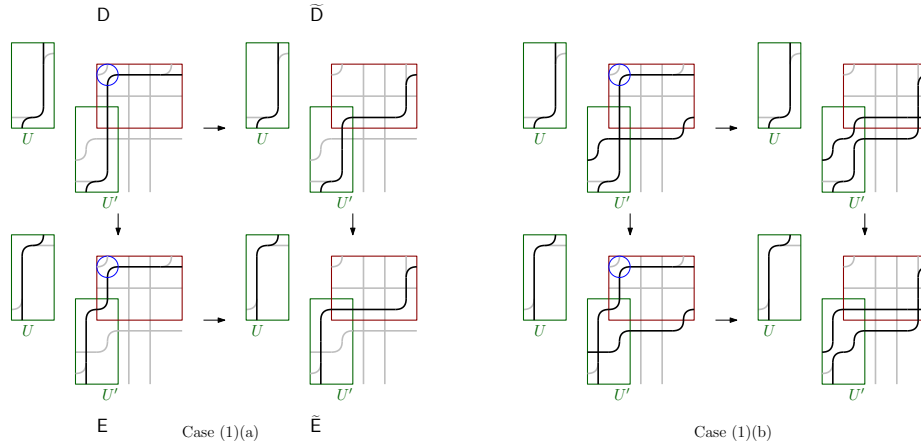 D D̃
U U U U
U′ U′ U′ U′
U U U U
U′ U′ U′ U′
E Ẽ
Case (1)(a) Case (1)(b)